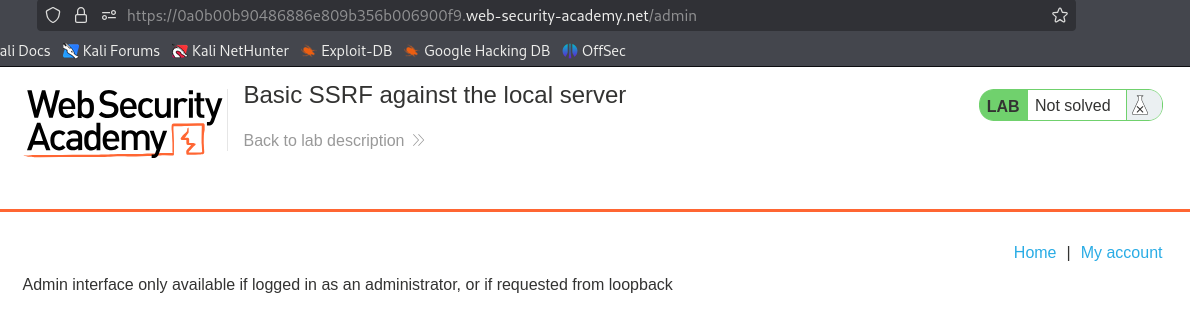 https://0a0b00b90486886e809b356b006900f9.web-security-academy.net/admin
ali Docs Kali Forums Kali NetHunter Exploit-DB Google Hacking DB OffSec
Web Security
Academy
Basic SSRF against the local server
Back to lab description
LAB Not solved
Home | My account
Admin interface only available if logged in as an administrator, or if requested from loopback